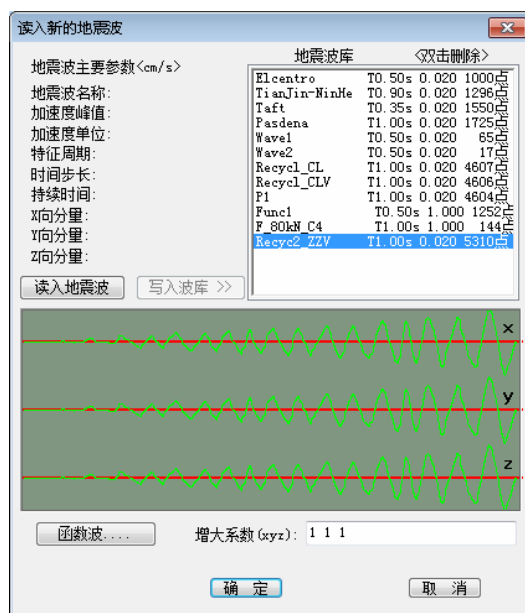 读入新的地震波
地震波主要参数<cm/s>
地震波名称:
加速度峰值:
加速度单位:
特征周期:
时间步长:
持续时间:
X向分量:
Y向分量:
Z向分量:
读入地震波 写入波库 >>
地震波库 <双击删除>
Elcentro T0.50s 0.020 1000点
TianJin-NinHe T0.90s 0.020 1296点
Taft T0.35s 0.020 1550点
Pasdena T1.00s 0.020 1725点
Wave1 T0.50s 0.020 65点
Wave2 T0.50s 0.020 17点
Recyc1_CL T1.00s 0.020 4607点
Recyc1_CLV T1.00s 0.020 4606点
P1 T1.00s 0.020 4604点
Func1 T0.50s 1.000 1252点
F_80kN_C4 T1.00s 1.000 144点
Recyc2_ZZV T1.00s 0.020 5310点
x
y
z
函数波.... 增大系数(xyz): 1 1 1
确 定 取 消